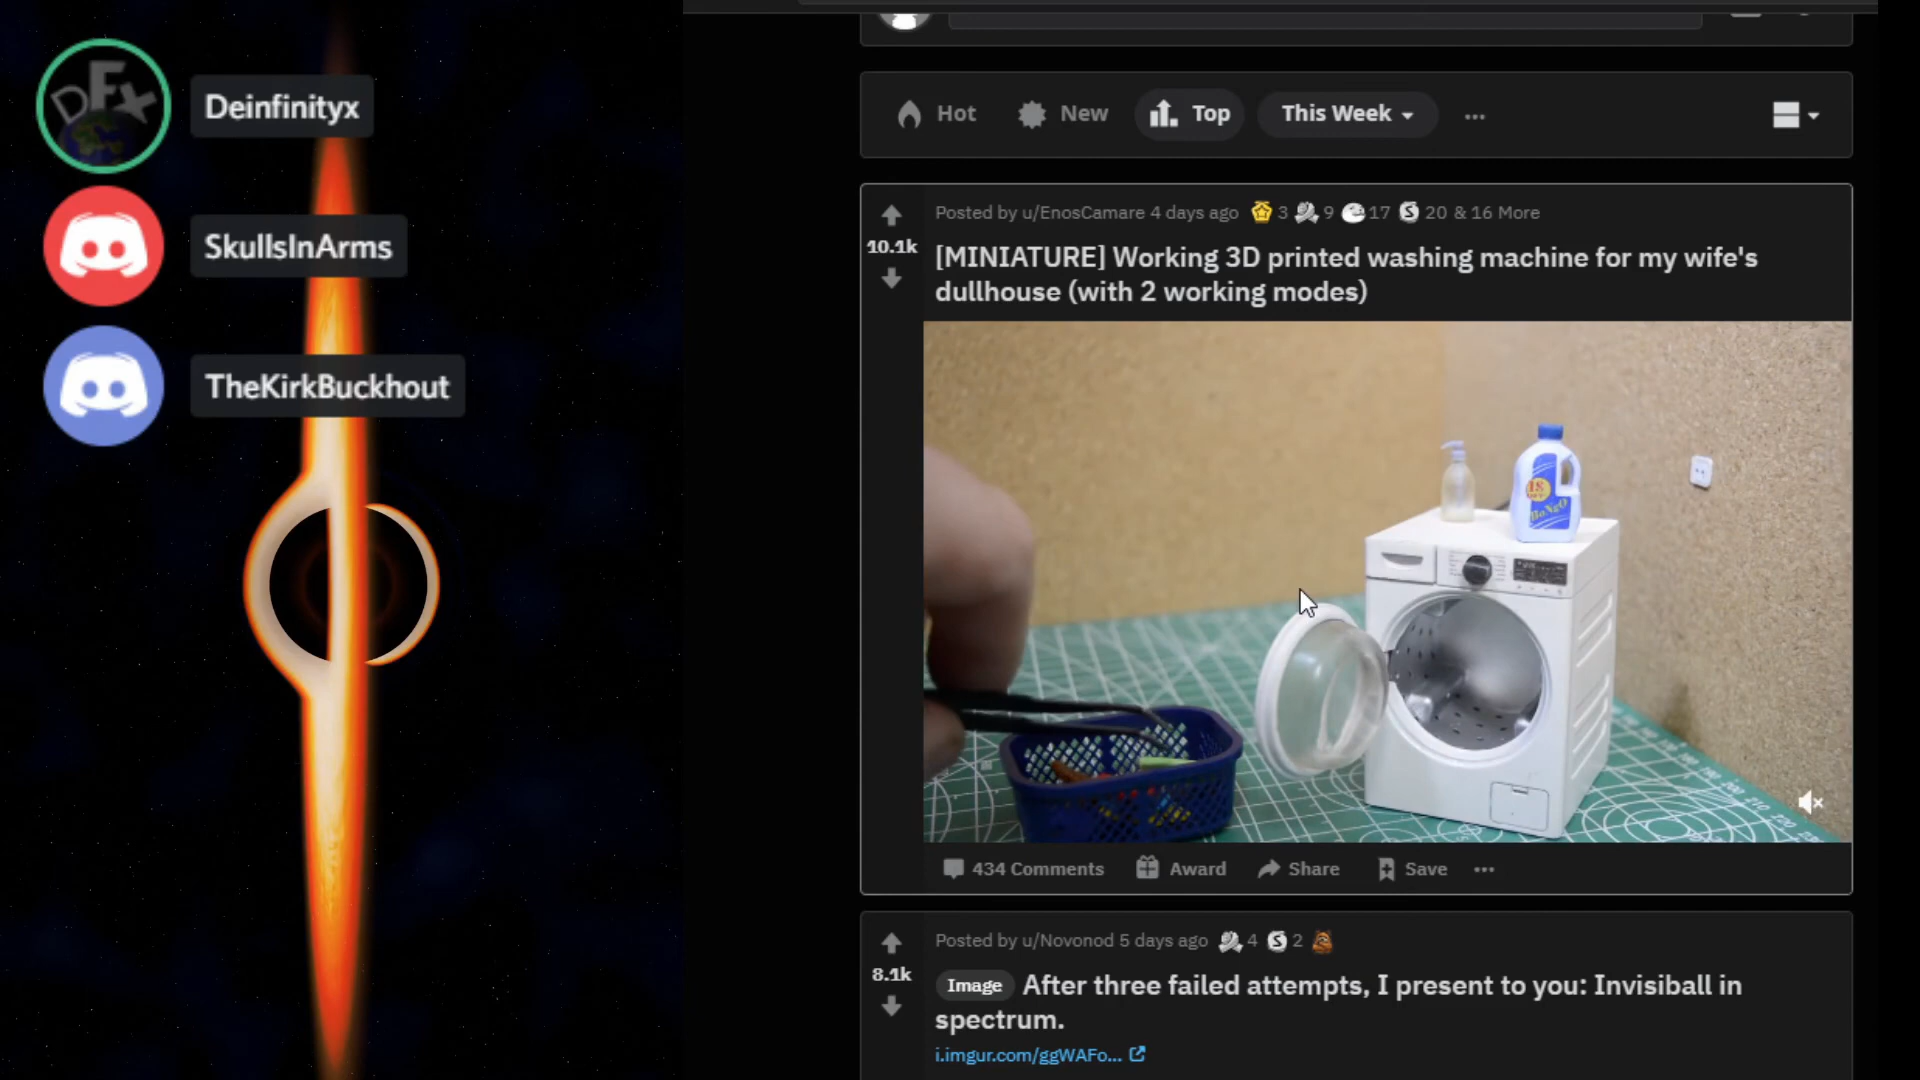 DFX
Deinfinityx
SkullsInArms
TheKirkBuckhout
Hot
New
Top
This Week
...
Posted by u/EnosCamare 4 days ago 3 9 17 S 20 & 16 More
10.1k
[MINIATURE] Working 3D printed washing machine for my wife's
dullhouse (with 2 working modes)
18
BoNgO
434 Comments
Award
Share
Save
...
Posted by u/Novonod 5 days ago 4 S 2
8.1k
Image After three failed attempts, I present to you: Invisiball in
spectrum.
i.imgur.com/ggWAFo...